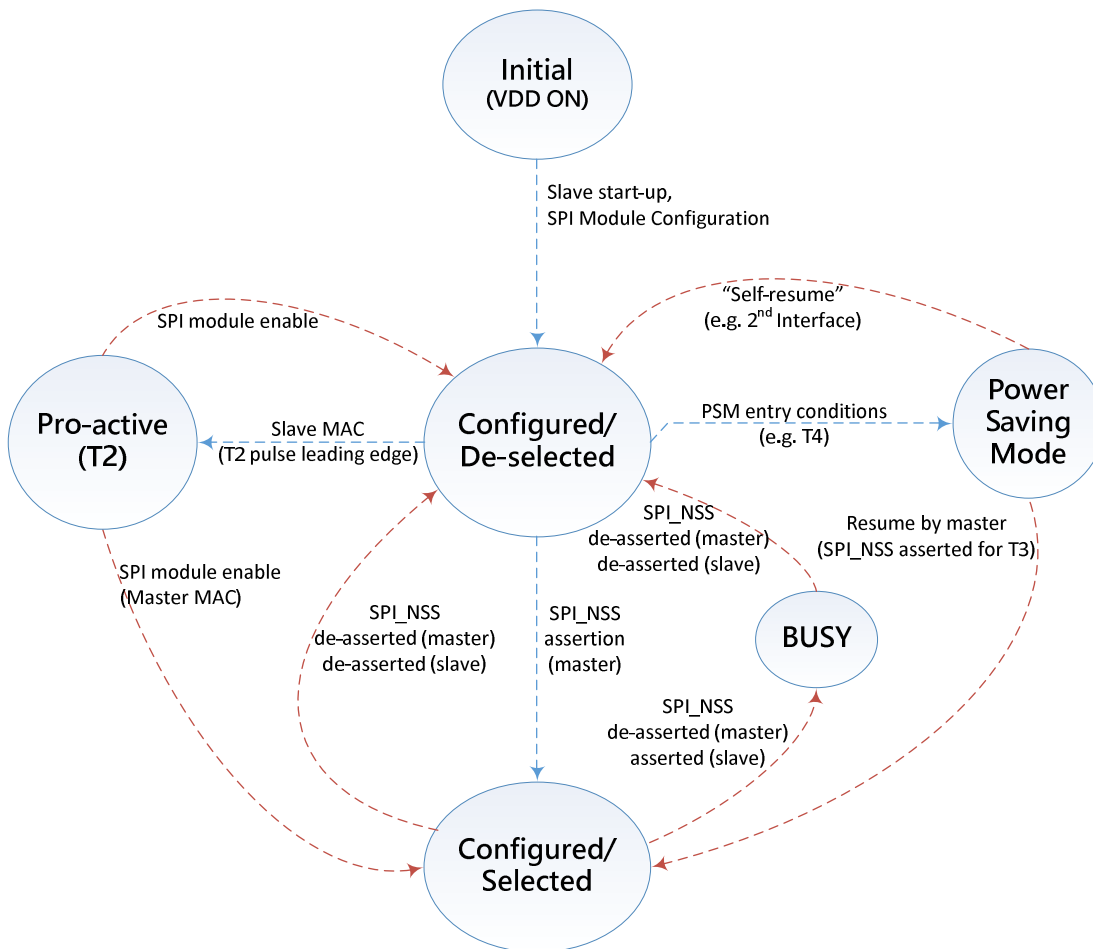 Initial
(VDD ON)
Slave start-up,
SPI Module Configuration
"Self-resume"
(e.g. 2nd Interface)
SPI module enable
Pro-active
(T2)
Slave MAC
(T2 pulse leading edge)
Configured/
De-selected
PSM entry conditions
(e.g. T4)
Power
Saving
Mode
SPI_NSS
de-asserted (master)
de-asserted (slave)
Resume by master
(SPI_NSS asserted for T3)
SPI module enable
(Master MAC)
SPI_NSS
de-asserted (master)
de-asserted (slave)
SPI_NSS
assertion
(master)
BUSY
SPI_NSS
de-asserted (master)
asserted (slave)
Configured/
Selected